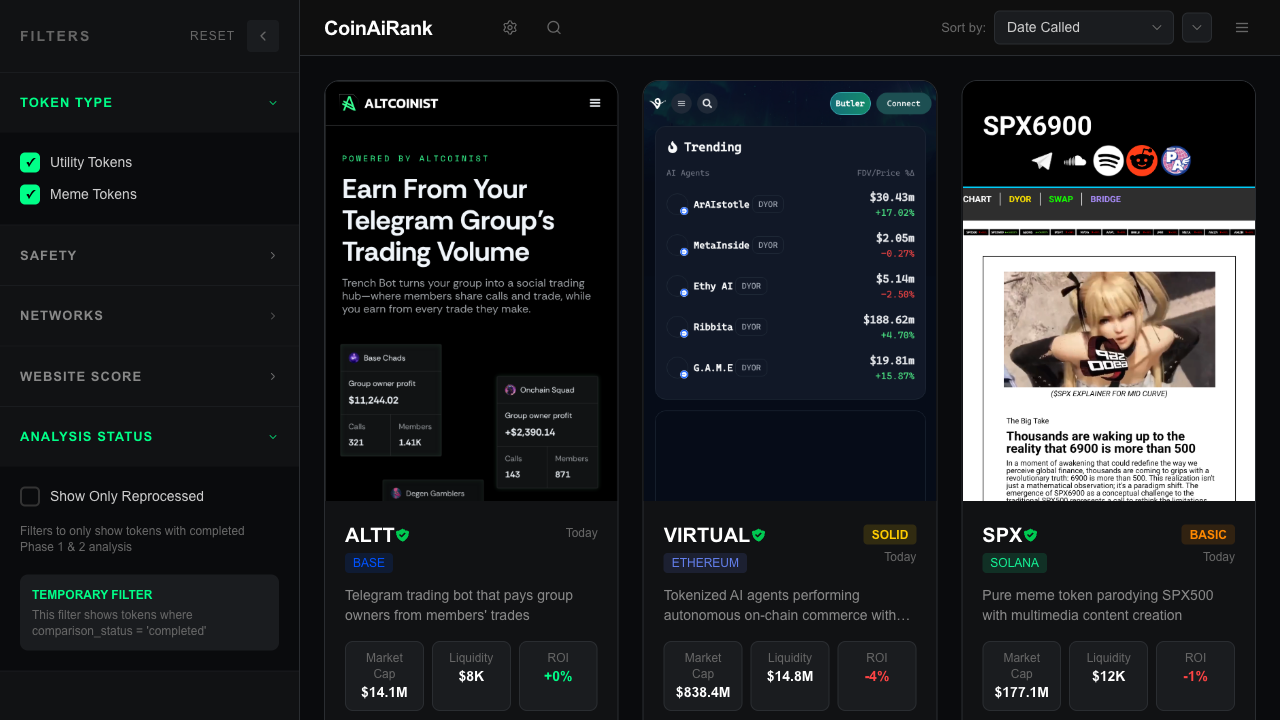 FILTERS
RESET
TOKEN TYPE
Utility Tokens
Meme Tokens
SAFETY
NETWORKS
WEBSITE SCORE
ANALYSIS STATUS
Show Only Reprocessed
Filters to only show tokens with completed
Phase 1 & 2 analysis
TEMPORARY FILTER
This filter shows tokens where
comparison_status = 'completed'
CoinAiRank
Sort by:
Date Called
ALTCOINIST
POWERED BY ALTCOINIST
Earn From Your
Telegram Group's
Trading Volume
Trench Bot turns your group into a social trading
hub—where members share calls and trade, while
you earn from every trade they make.
Base Chads
Group owner profit
$11,244.02
Calls
Members
321
1.41K
Onchain Squad
Group owner profit
+$2,390.14
Calls
Members
143
871
Degen Gamblers
ALTT
Today
BASE
Telegram trading bot that pays group
owners from members' trades
Market
Cap
$14.1M
Liquidity
$8K
ROI
+0%
Butler
Connect
Trending
AI Agents
FDV/Price %Δ
ArAIstotle DYOR
$30.43m
+17.02%
MetaInside DYOR
$2.05m
-0.27%
Ethy AI DYOR
$5.14m
-2.50%
Ribbita DYOR
$188.62m
+4.70%
G.A.M.E DYOR
$19.81m
+15.87%
VIRTUAL
SOLID
ETHEREUM
Today
Tokenized AI agents performing
autonomous on-chain commerce with…
Market
Cap
$838.4M
Liquidity
$14.8M
ROI
-4%
SPX6900
CHART
DYOR
SWAP
BRIDGE
($SPX EXPLAINER FOR MID CURVE)
The Big Take
Thousands are waking up to the
reality that 6900 is more than 500
In a moment of awakening that could redefine the way we
perceive global finance, thousands are coming to grips with a
revolutionary truth: 6900 is more than 500. This realization isn't
just a mathematical observation; it's a paradigm shift. The
emergence of SPX6900 as a conceptual challenge to the
traditional SP500 represents a call to rethink the limitations
SPX
BASIC
SOLANA
Today
Pure meme token parodying SPX500
with multimedia content creation
Market
Cap
$177.1M
Liquidity
$12K
ROI
-1%